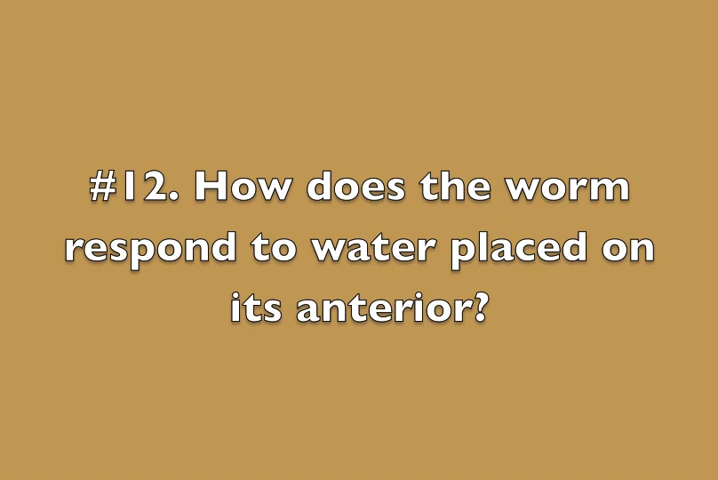 #12. How does the worm
respond to water placed on
its anterior?